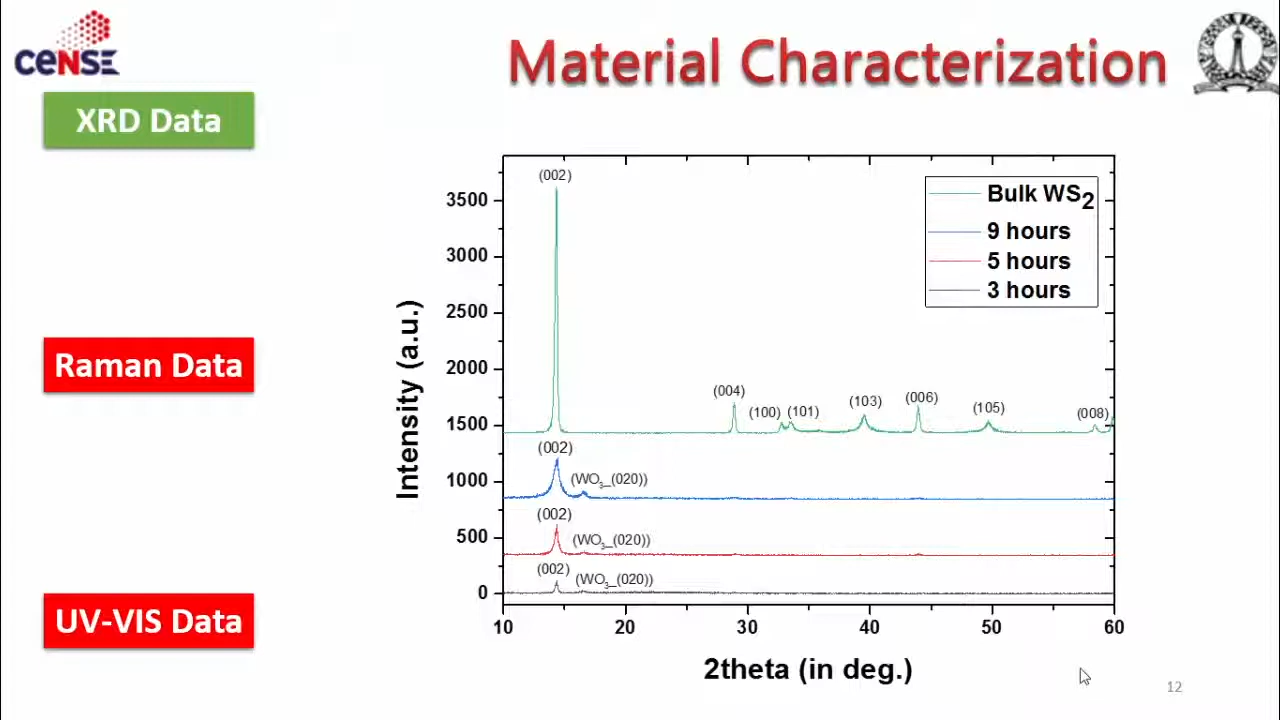 CeNSE
Material Characterization
XRD Data
Raman Data
UV-VIS Data
Intensity (a.u.)
3500
3000
2500
2000
1500
1000
500
0
(002)
(004)
(100)
(101)
(103)
(006)
(105)
(008)
(002)
(WO3_(020))
(002)
(WO3_(020))
(002)
(WO3_(020))
Bulk WS2
9 hours
5 hours
3 hours
10 20 30 40 50 60
2theta (in deg.)
12